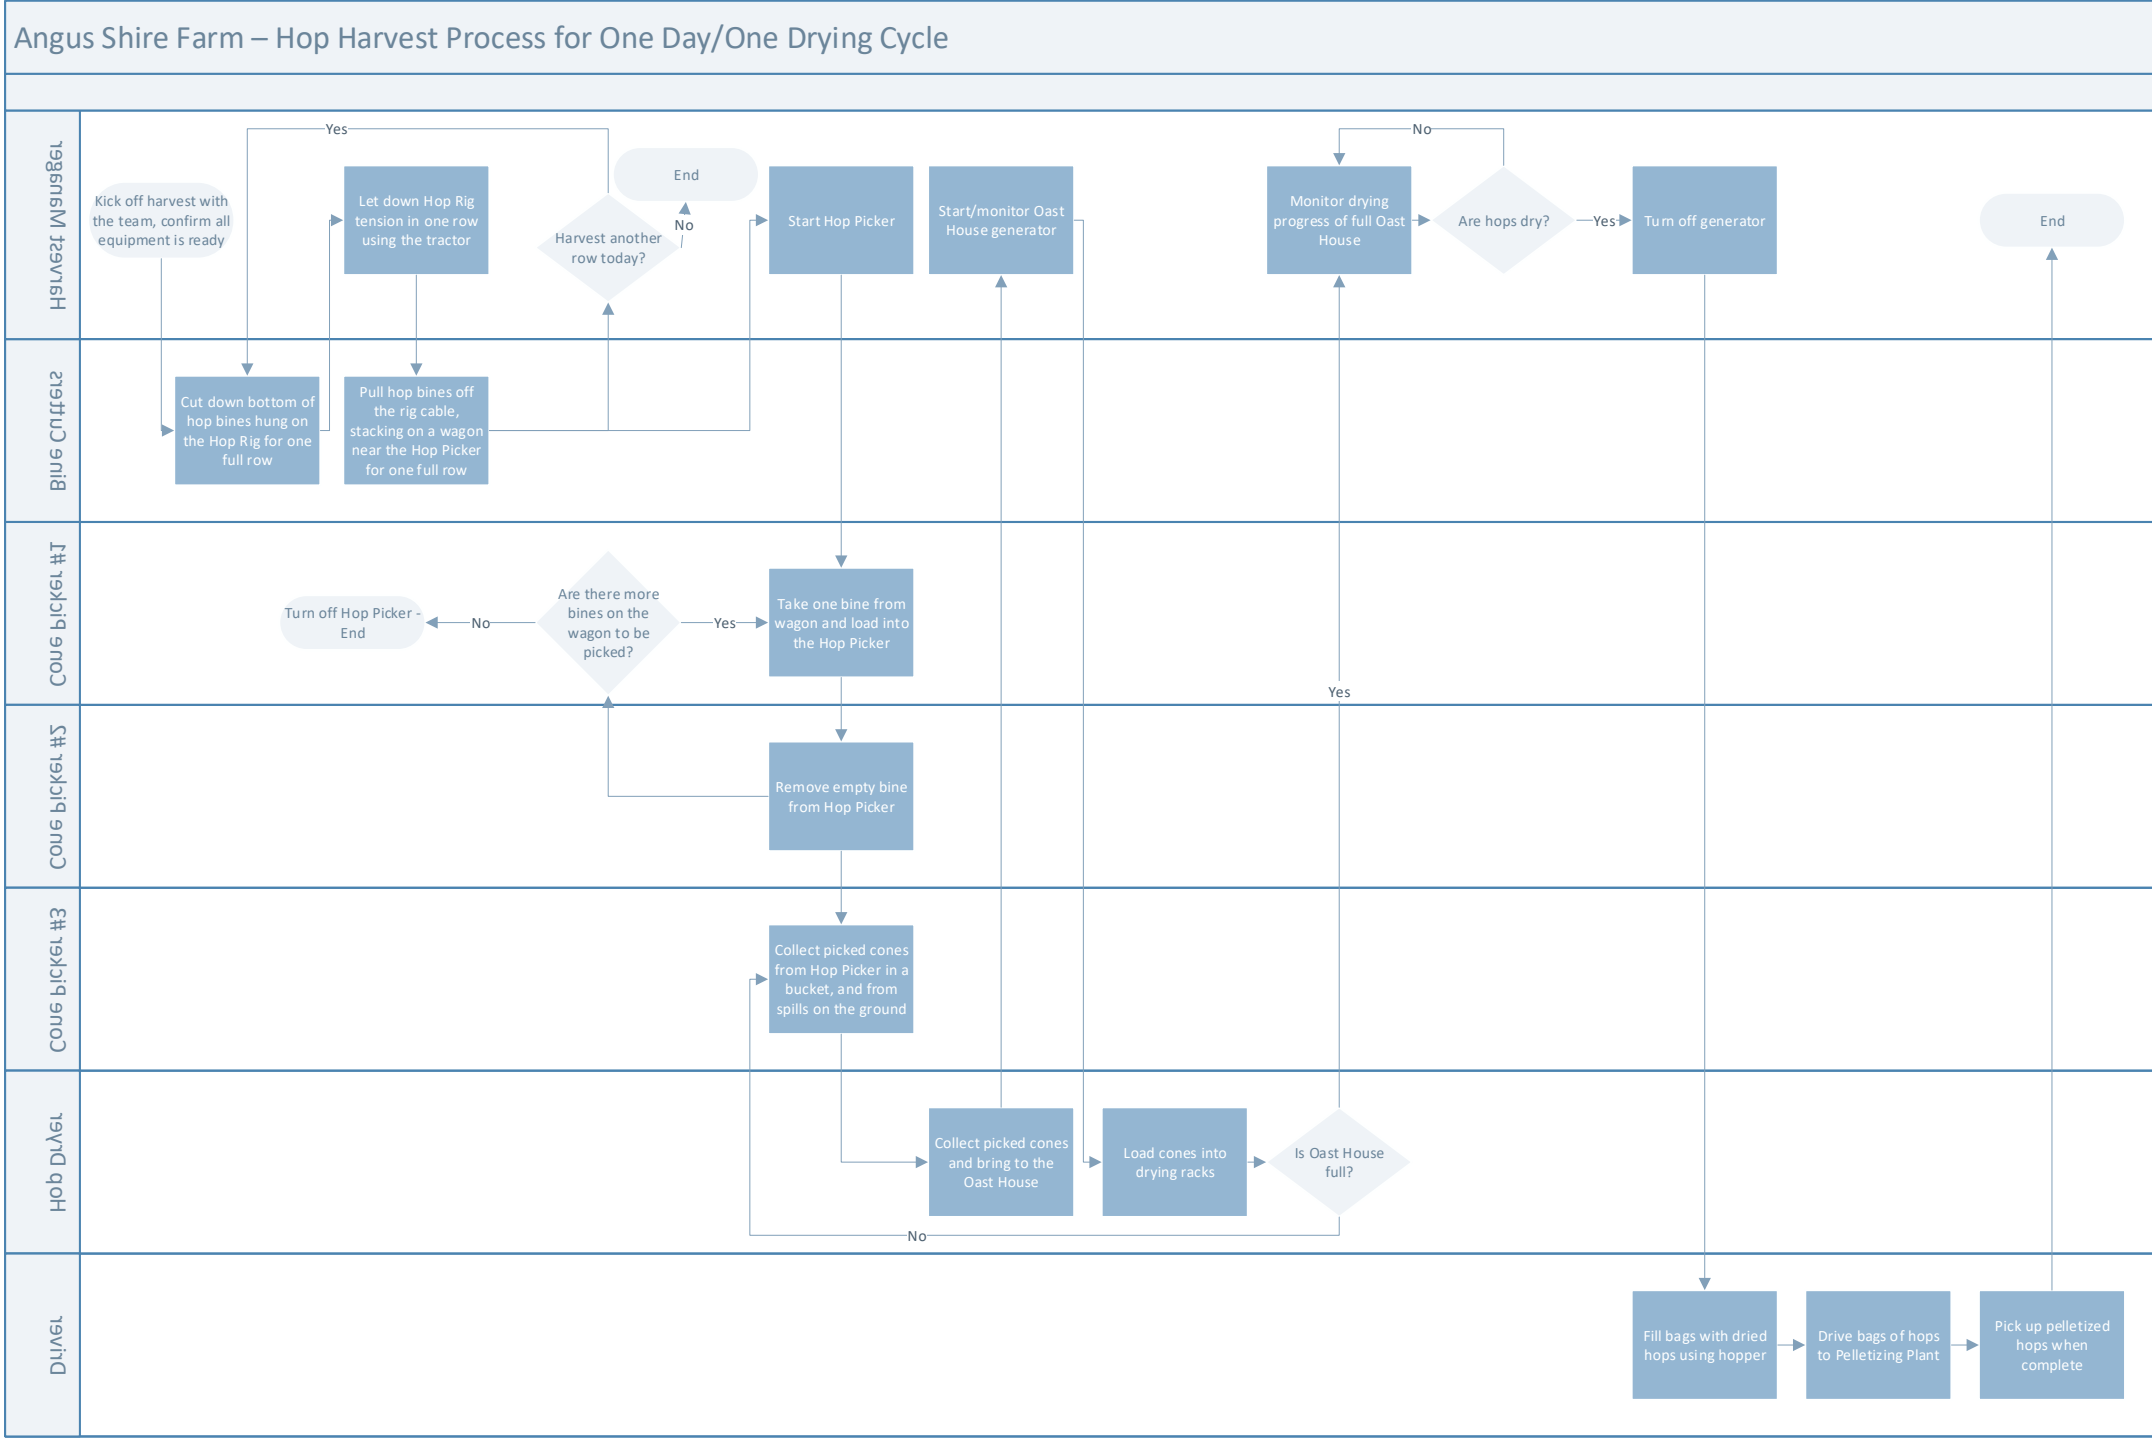 Angus Shire Farm – Hop Harvest Process for One Day/One Drying Cycle
Harvest Manager
Kick off harvest with
the team, confirm all
equipment is ready
Yes
Let down Hop Rig
tension in one row
using the tractor
Harvest another
row today?
No
End
Start Hop Picker
Start/monitor Oast
House generator
Monitor drying
progress of full Oast
House
No
Are hops dry?
Yes
Turn off generator
End
Bine Cutters
Cut down bottom of
hop bines hung on
the Hop Rig for one
full row
Pull hop bines off
the rig cable,
stacking on a wagon
near the Hop Picker
for one full row
Cone Picker #1
Turn off Hop Picker -
End
No
Are there more
bines on the
wagon to be
picked?
Yes
Take one bine from
wagon and load into
the Hop Picker
Yes
Cone Picker #2
Remove empty bine
from Hop Picker
Cone Picker #3
Collect picked cones
from Hop Picker in a
bucket, and from
spills on the ground
Hop Dryer
Collect picked cones
and bring to the
Oast House
Load cones into
drying racks
Is Oast House
full?
No
Driver
Fill bags with dried
hops using hopper
Drive bags of hops
to Pelletizing Plant
Pick up pelletized
hops when
complete